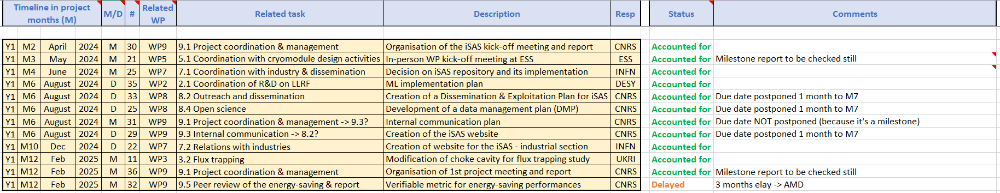 Timeline in project months (M) M/D # Related WP Related task Description Resp Status Comments
Y1 M2 April 2024 M 30 WP9 9.1 Project coordination & management Organisation of the iSAS kick-off meeting and report CNRS Accounted for
Y1 M3 May 2024 M 21 WP5 5.1 Coordination with cryomodule design activities In-person WP kick-off meeting at ESS ESS Accounted for Milestone report to be checked still
Y1 M4 June 2024 M 25 WP7 7.1 Coordination with industry & dissemination Decision on iSAS repository and its implementation INFN Accounted for
Y1 M6 August 2024 D 35 WP2 2.1 Coordination of R&D on LLRF ML implementation plan DESY Accounted for
Y1 M6 August 2024 D 33 WP8 8.2 Outreach and dissemination Creation of a Dissemination & Exploitation Plan for iSAS CNRS Accounted for Due date postponed 1 month to M7
Y1 M6 August 2024 D 25 WP8 8.4 Open science Development of a data management plan (DMP) CNRS Accounted for Due date postponed 1 month to M7
Y1 M6 August 2024 M 31 WP9 9.1 Project coordination & management -> 9.3? Internal communication plan CNRS Accounted for Due date NOT postponed (because it's a milestone)
Y1 M6 August 2024 D 29 WP9 9.3 Internal communication -> 8.2? Creation of the iSAS website CNRS Accounted for Due date postponed 1 month to M7
Y1 M10 Dec 2024 D 22 WP7 7.2 Relations with industries Creation of website for the iSAS - industrial section INFN Accounted for
Y1 M12 Feb 2025 M 11 WP3 3.2 Flux trapping Modification of choke cavity for flux trapping study UKRI Accounted for
Y1 M12 Feb 2025 M 36 WP9 9.1 Project coordination & management Organisation of 1st project meeting and report CNRS Accounted for Milestone report to be checked still
Y1 M12 Feb 2025 M 32 WP9 9.5 Peer review of the energy-saving & report Verifiable metric for energy-saving performances CNRS Delayed 3 months elay -> AMD